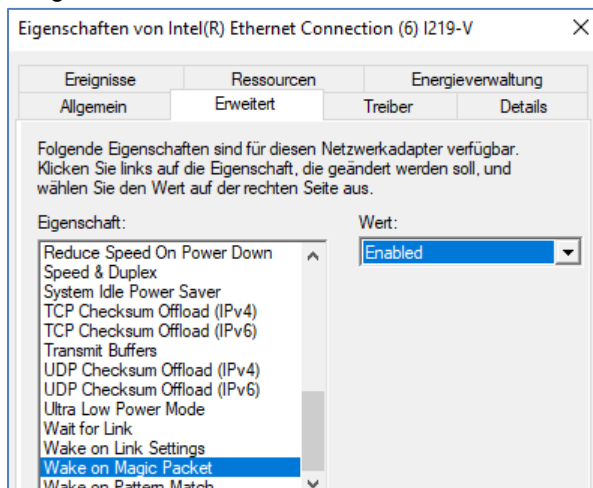 Eigenschaften von Intel(R) Ethernet Connection (6) I219-V
Ereignisse Ressourcen Energieverwaltung
Allgemein Erweitert Treiber Details
Folgende Eigenschaften sind für diesen Netzwerkadapter verfügbar.
Klicken Sie links auf die Eigenschaft, die geändert werden soll, und
wählen Sie den Wert auf der rechten Seite aus.
Eigenschaft: Wert:
Reduce Speed On Power Down Enabled
Speed & Duplex
System Idle Power Saver
TCP Checksum Offload (IPv4)
TCP Checksum Offload (IPv6)
Transmit Buffers
UDP Checksum Offload (IPv4)
UDP Checksum Offload (IPv6)
Ultra Low Power Mode
Wait for Link
Wake on Link Settings
Wake on Magic Packet
Wake on Pattern Match